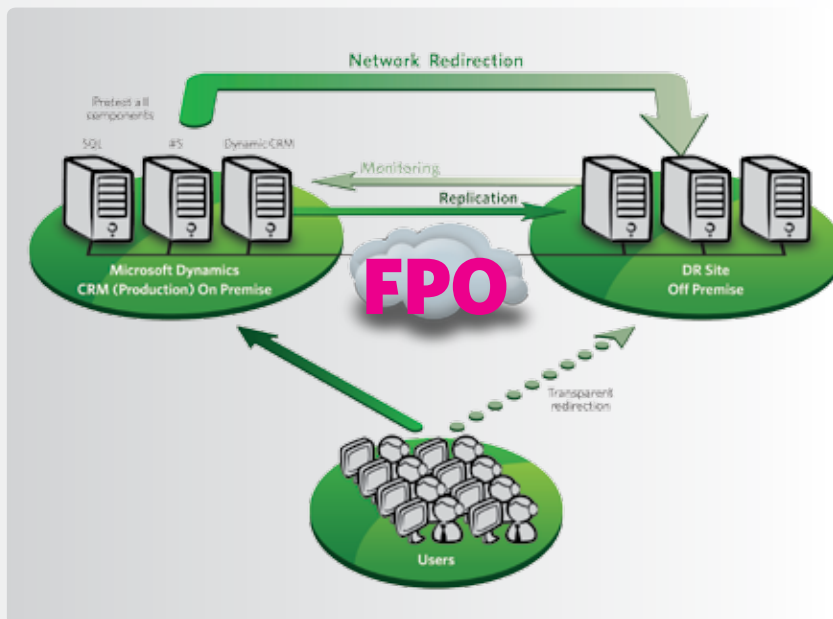 Network Redirection
Protect all
components
SQL
IIS
Dynamic CRM
Monitoring
Replication
Microsoft Dynamics
CRM (Production) On Premise
FPO
DR Site
Off Premise
Transparent
redirection
Users